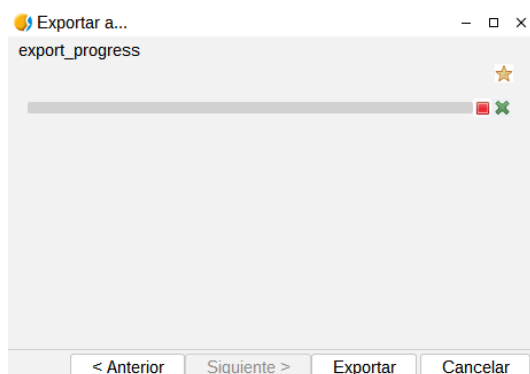 Exportar a...
export_progress
< Anterior
Siguiente >
Exportar
Cancelar